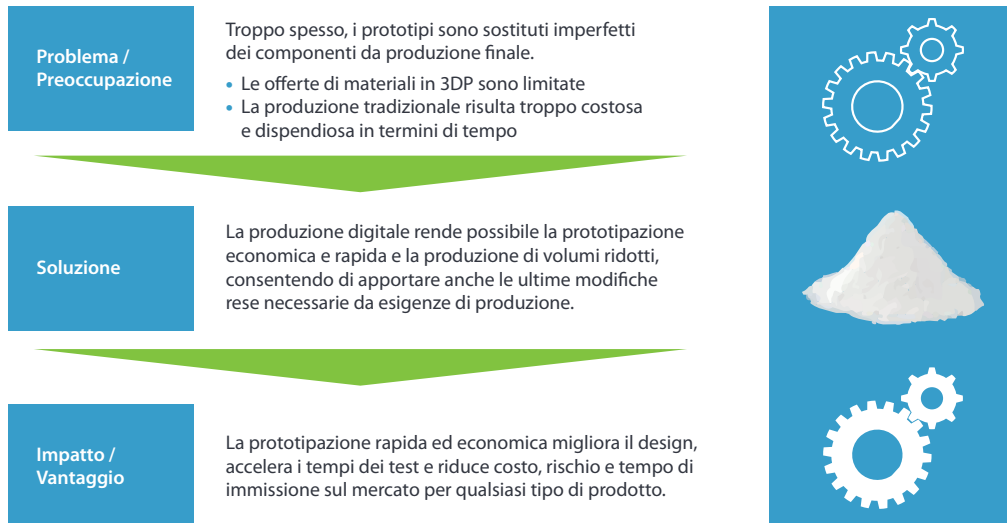 Problema /
Preoccupazione
Troppo spesso, i prototipi sono sostituti imperfetti
dei componenti da produzione finale.
• Le offerte di materiali in 3DP sono limitate
• La produzione tradizionale risulta troppo costosa
e dispendiosa in termini di tempo
Soluzione
La produzione digitale rende possibile la prototipazione
economica e rapida e la produzione di volumi ridotti,
consentendo di apportare anche le ultime modifiche
rese necessarie da esigenze di produzione.
Impatto /
Vantaggio
La prototipazione rapida ed economica migliora il design,
accelera i tempi dei test e riduce costo, rischio e tempo di
immissione sul mercato per qualsiasi tipo di prodotto.